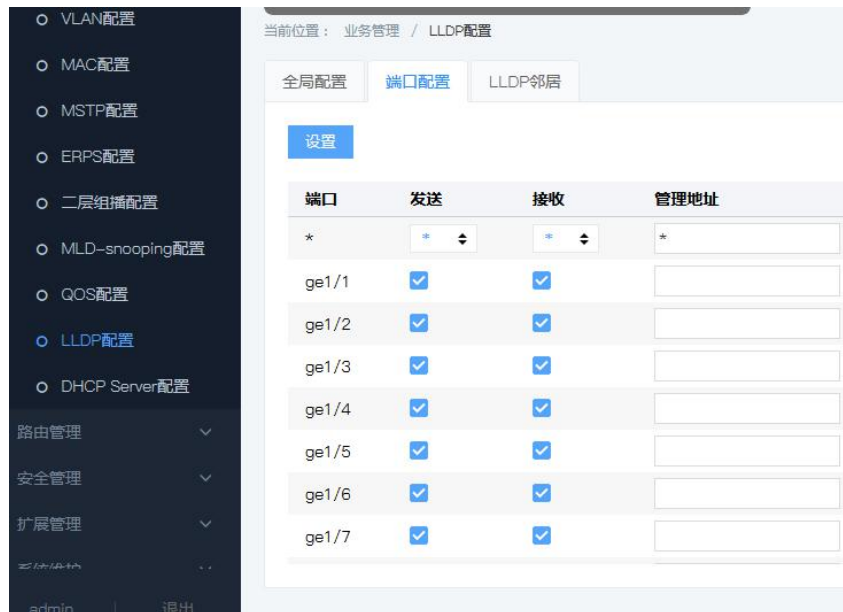 VLAN配置
MAC配置
MSTP配置
ERPS配置
二层组播配置
MLD-snooping配置
QOS配置
LLDP配置
DHCP Server配置
路由管理
安全管理
扩展管理
系统维护
admin | 退出
当前位置： 业务管理 / LLDP配置
全局配置 端口配置 LLDP邻居
设置
端口 发送 接收 管理地址
* * * *
ge1/1
ge1/2
ge1/3
ge1/4
ge1/5
ge1/6
ge1/7